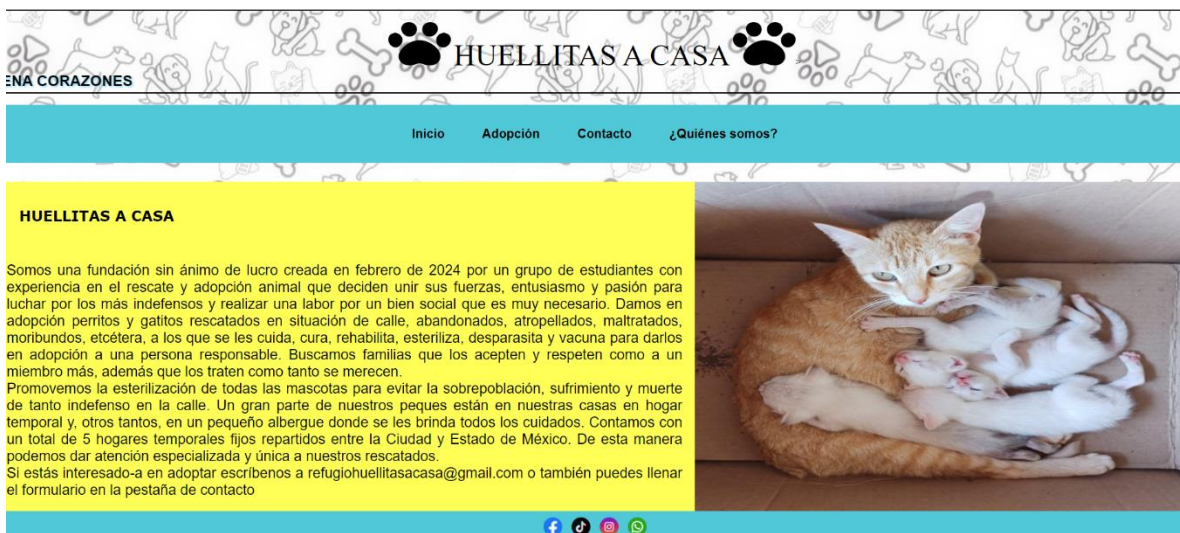 HUELLITAS A CASA
ENA CORAZONES
Inicio Adopción Contacto ¿Quiénes somos?
HUELLITAS A CASA
Somos una fundación sin ánimo de lucro creada en febrero de 2024 por un grupo de estudiantes con
experiencia en el rescate y adopción animal que deciden unir sus fuerzas, entusiasmo y pasión para
luchar por los más indefensos y realizar una labor por un bien social que es muy necesario. Damos en
adopción perritos y gatitos rescatados en situación de calle, abandonados, atropellados, maltratados,
moribundos, etcétera, a los que se les cuida, cura, rehabilita, esteriliza, desparasita y vacuna para darlos
en adopción a una persona responsable. Buscamos familias que los acepten y respeten como a un
miembro más, además que los traten como tanto se merecen.
Promovemos la esterilización de todas las mascotas para evitar la sobrepoblación, sufrimiento y muerte
de tanto indefenso en la calle. Un gran parte de nuestros peques están en nuestras casas en hogar
temporal y, otros tantos, en un pequeño albergue donde se les brinda todos los cuidados. Contamos con
un total de 5 hogares temporales fijos repartidos entre la Ciudad y Estado de México. De esta manera
podemos dar atención especializada y única a nuestros rescatados.
Si estás interesado-a en adoptar escríbenos a refugiohuellitasacasa@gmail.com o también puedes llenar
el formulario en la pestaña de contacto